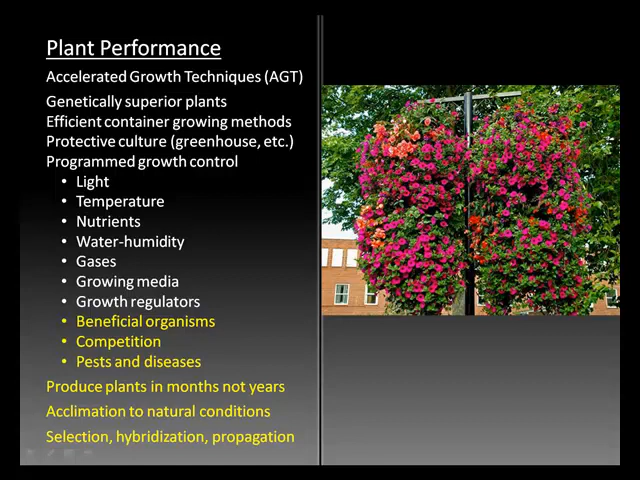 Plant Performance
Accelerated Growth Techniques (AGT)
Genetically superior plants
Efficient container growing methods
Protective culture (greenhouse, etc.)
Programmed growth control
• Light
• Temperature
• Nutrients
• Water-humidity
• Gases
• Growing media
• Growth regulators
• Beneficial organisms
• Competition
• Pests and diseases
Produce plants in months not years
Acclimation to natural conditions
Selection, hybridization, propagation